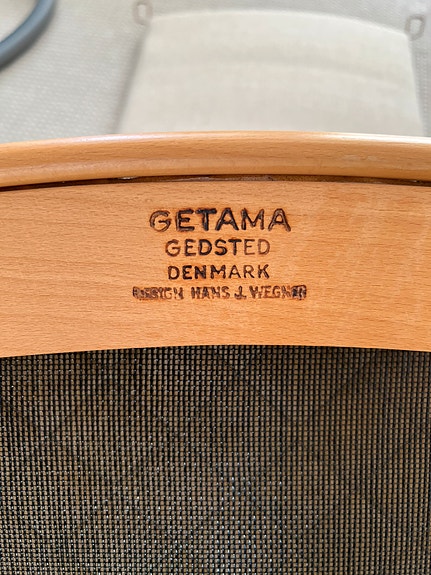 GETAMA
GEDSTED
DENMARK
DESIGN HANS J. WEGNER